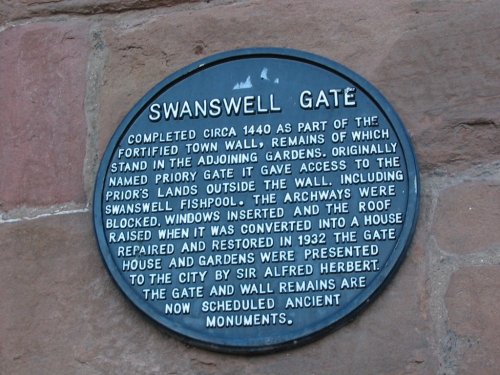 SWANSWELL GATE
COMPLETED CIRCA 1440 AS PART OF THE
FORTIFIED TOWN WALL, REMAINS OF WHICH
STAND IN THE ADJOINING GARDENS. ORIGINALLY
NAMED PRIORY GATE IT GAVE ACCESS TO THE
PRIOR'S LANDS OUTSIDE THE WALL. INCLUDING
SWANSWELL FISHPOOL. THE ARCHWAYS WERE
BLOCKED, WINDOWS INSERTED AND THE ROOF
RAISED WHEN IT WAS CONVERTED INTO A HOUSE
REPAIRED AND RESTORED IN 1932 THE GATE
HOUSE AND GARDENS WERE PRESENTED
TO THE CITY BY SIR ALFRED HERBERT.
THE GATE AND WALL REMAINS ARE
NOW SCHEDULED ANCIENT
MONUMENTS.